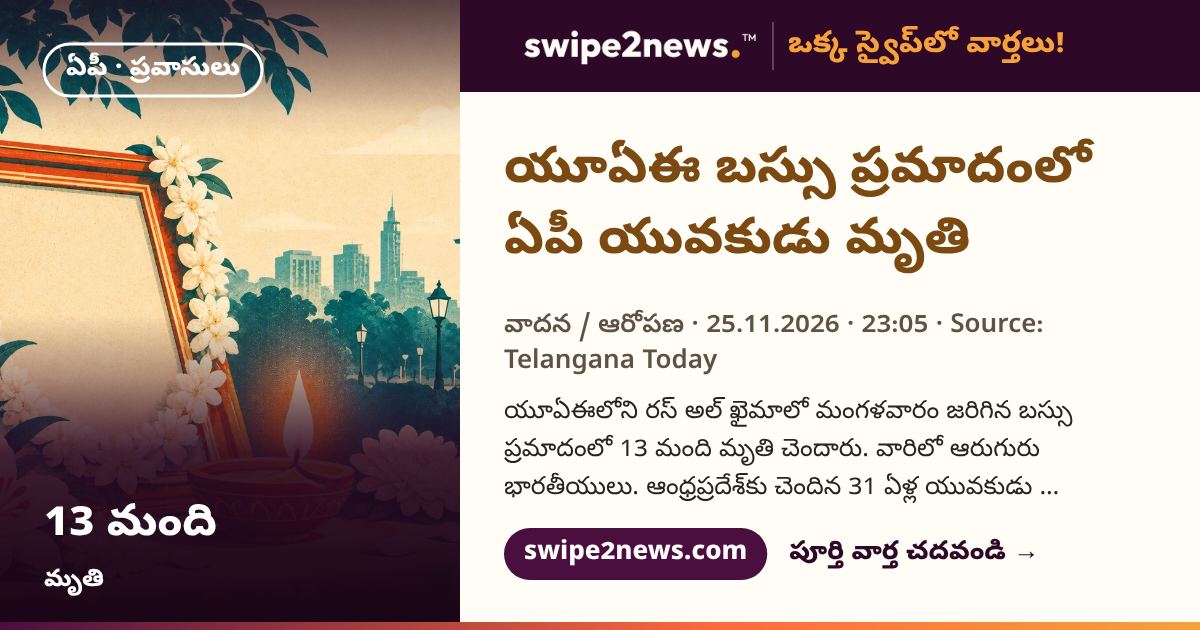 ఏపీ · ప్రవాసులు
swipe2news.™
ఒక్క స్వైప్‌లో వార్తలు!
యూఏఈ బస్సు ప్రమాదంలో
ఏపీ యువకుడు మృతి
వాదన / ఆరోపణ · 25.11.2026 · 23:05 · Source:
Telangana Today
యూఏఈలోని రస్ అల్ ఖైమాలో మంగళవారం జరిగిన బస్సు
ప్రమాదంలో 13 మంది మృతి చెందారు. వారిలో ఆరుగురు
భారతీయులు. ఆంధ్రప్రదేశ్‌కు చెందిన 31 ఏళ్ల యువకుడు ...
13 మంది
మృతి
swipe2news.com
పూర్తి వార్త చదవండి →